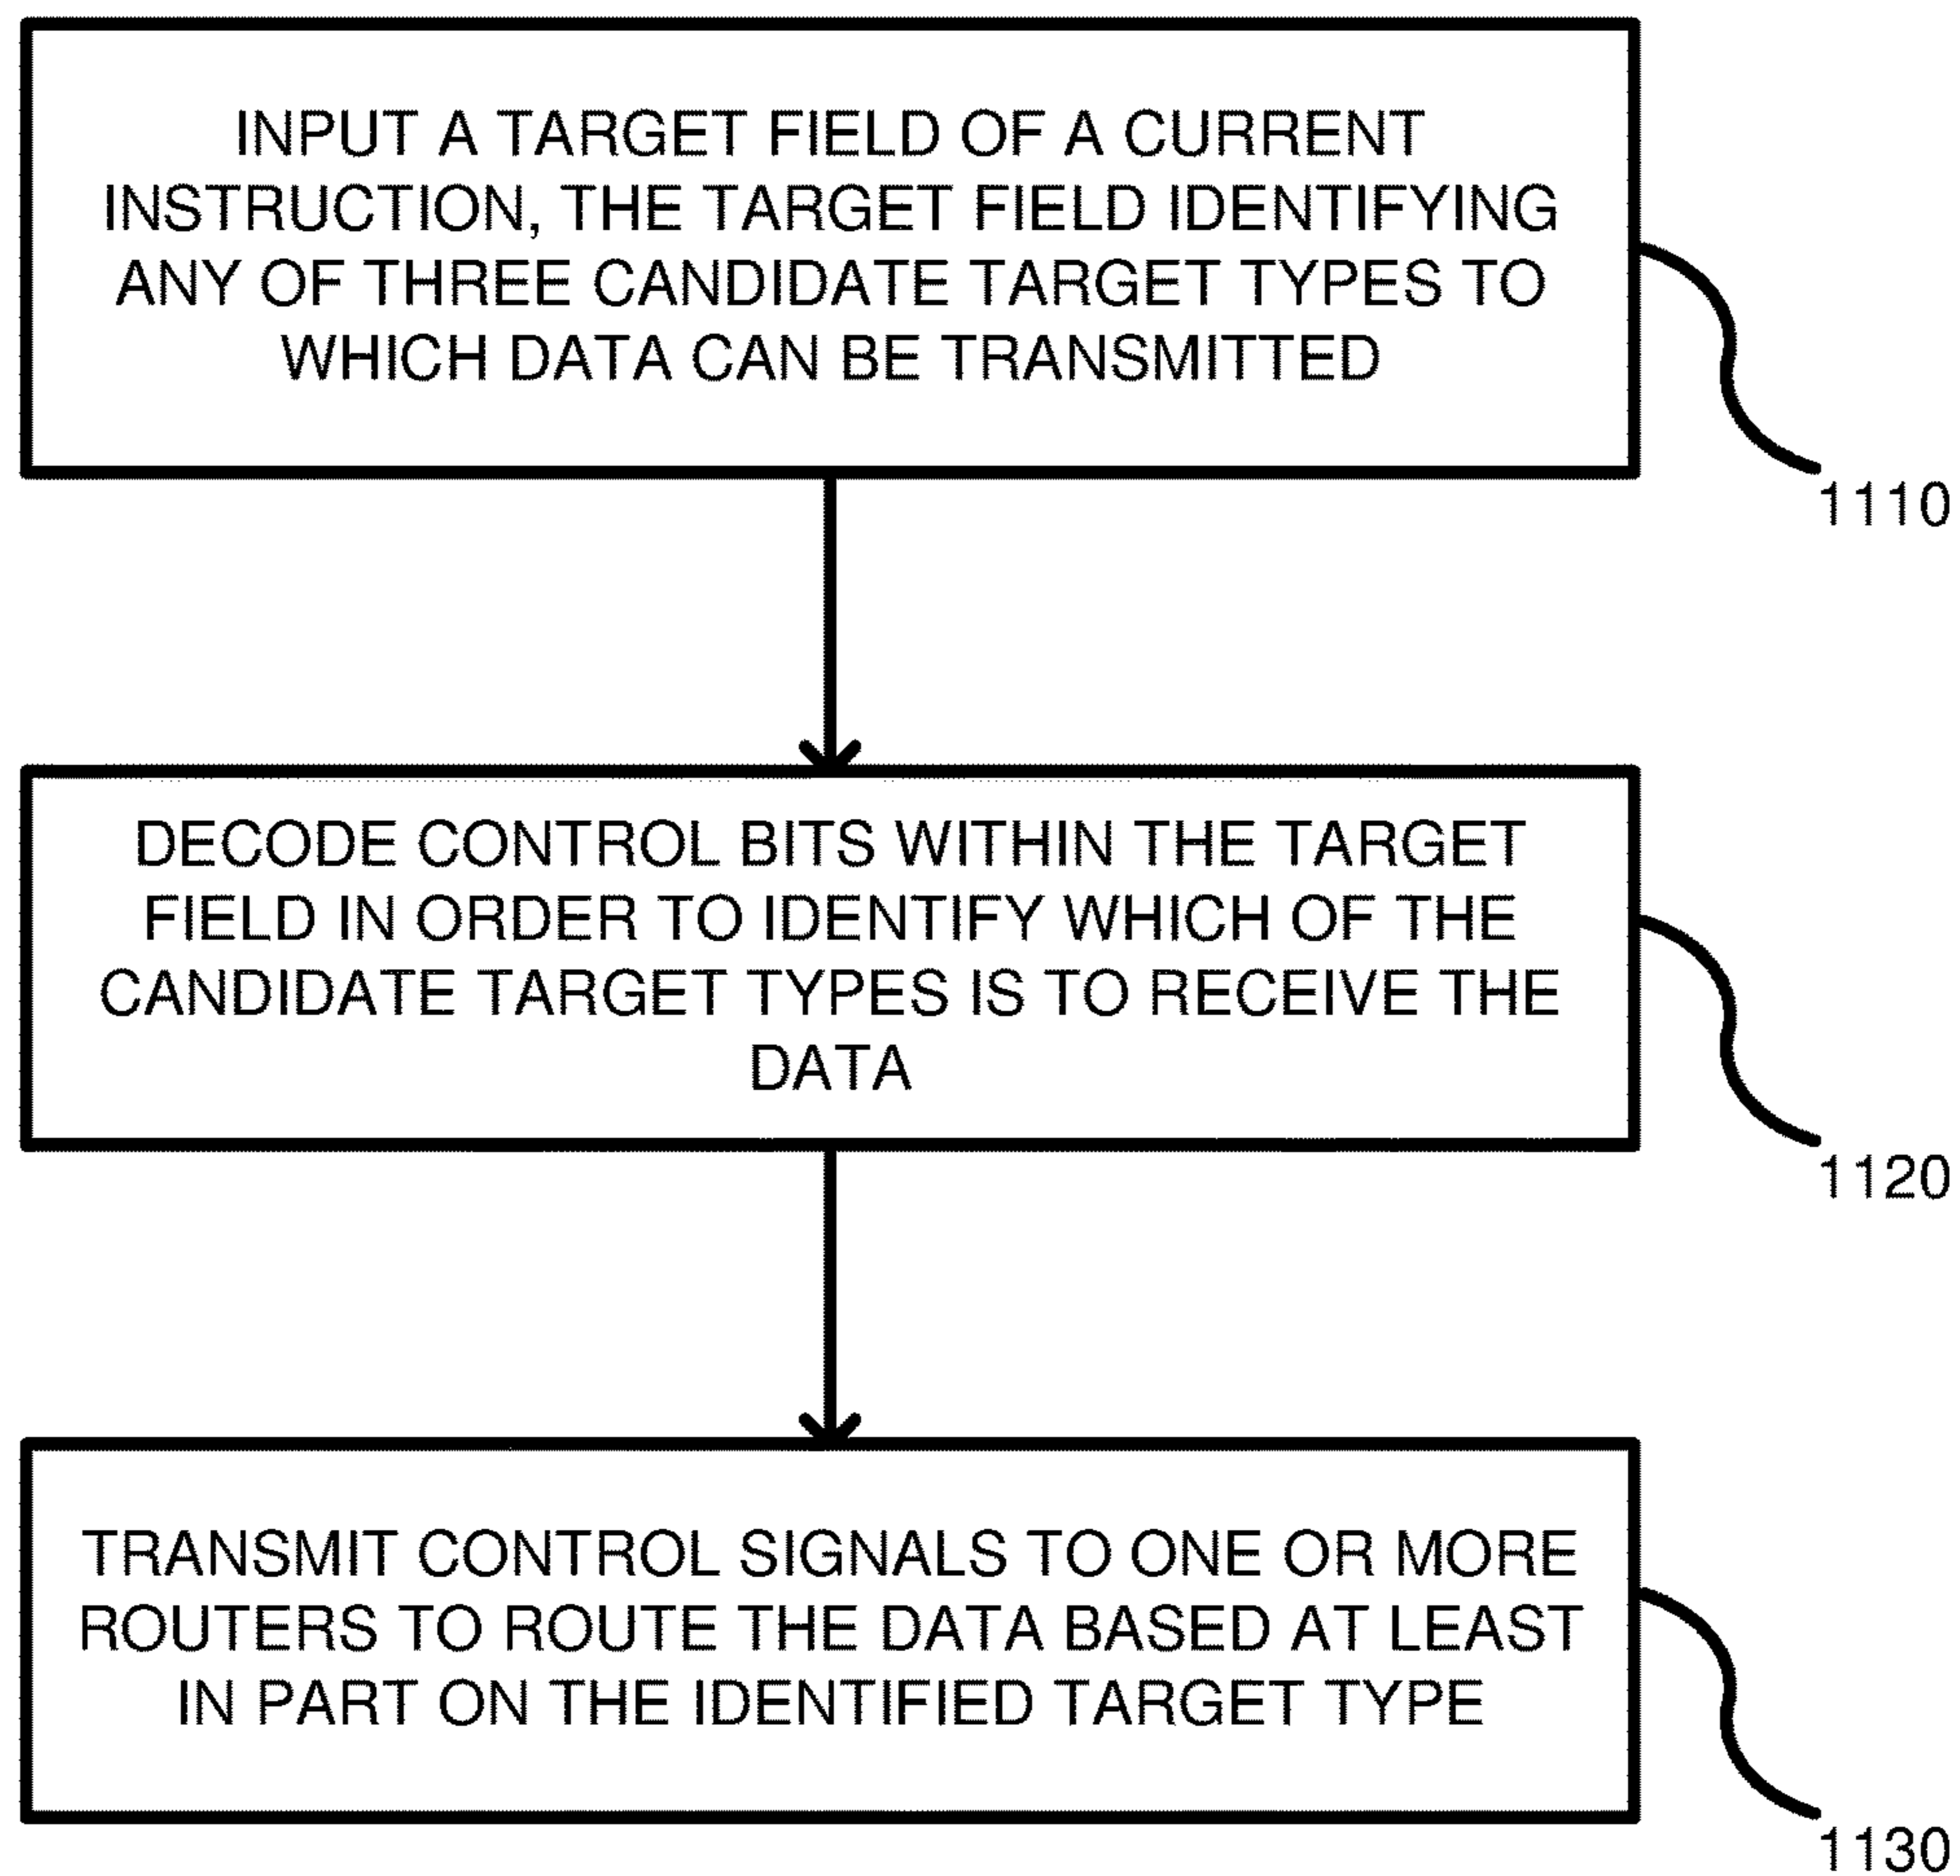 INPUT A TARGET FIELD OF A CURRENT
INSTRUCTION, THE TARGET FIELD IDENTIFYING
ANY OF THREE CANDIDATE TARGET TYPES TO
WHICH DATA CAN BE TRANSMITTED
1110
DECODE CONTROL BITS WITHIN THE TARGET
FIELD IN ORDER TO IDENTIFY WHICH OF THE
CANDIDATE TARGET TYPES IS TO RECEIVE THE
DATA
1120
TRANSMIT CONTROL SIGNALS TO ONE OR MORE
ROUTERS TO ROUTE THE DATA BASED AT LEAST
IN PART ON THE IDENTIFIED TARGET TYPE
1130